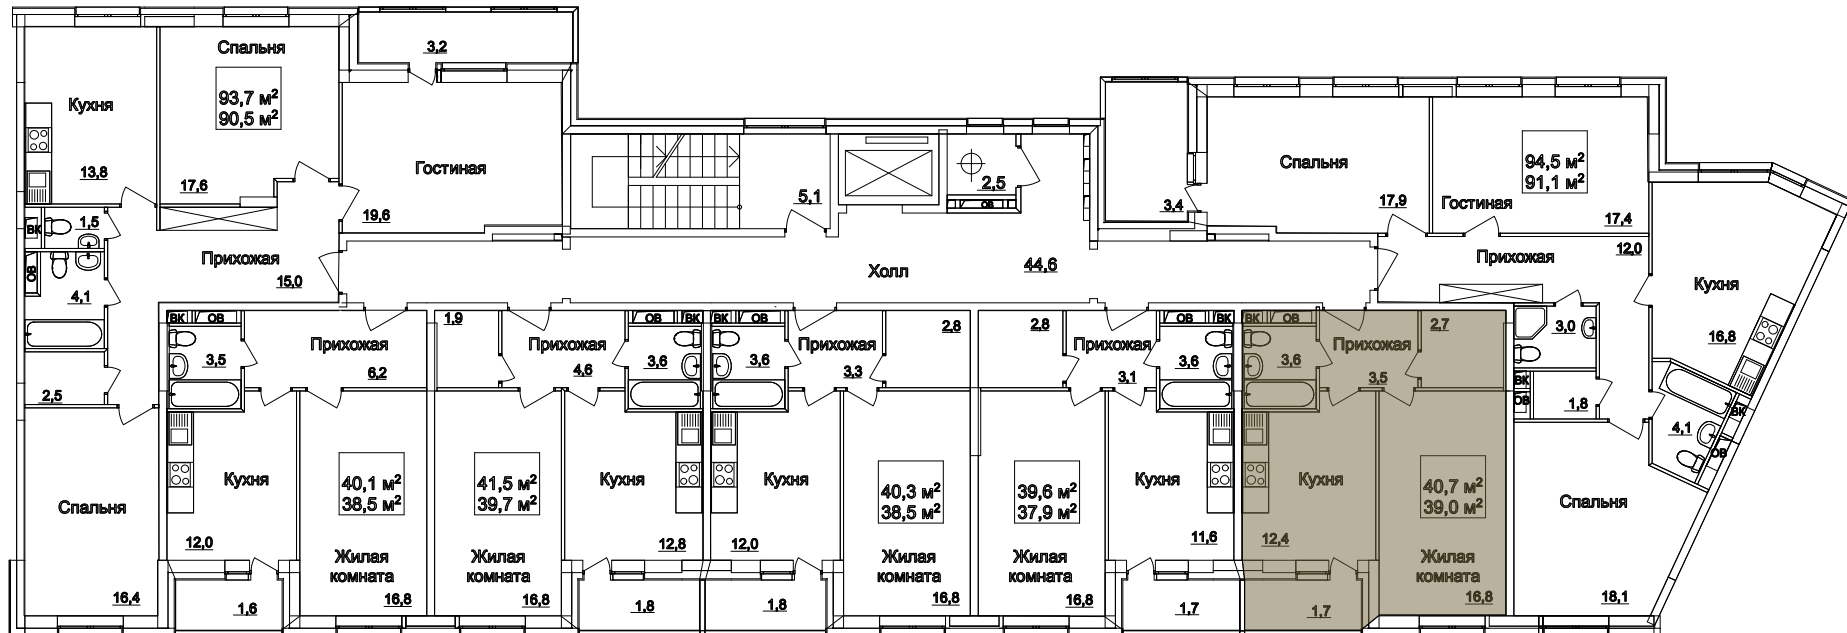 3,2
Спальня
93,7 м²
90,5 м²
Кухня
13,8
17,6
Гостиная
19,6
5,1
2,5
ОВ
3,4
Спальня
17,9
94,5 м²
91,1 м²
Гостиная
17,4
ВК
1,5
ОВ
4,1
Прихожая
15,0
Холл
44,6
Прихожая
12,0
Кухня
16,8
2,5
Спальня
16,4
ВК
ОВ
3,5
Прихожая
6,2
Кухня
12,0
40,1 м²
38,5 м²
Жилая
комната
16,8
1,6
1,9
Прихожая
4,6
ОВ
ВК
3,6
41,5 м²
39,7 м²
Жилая
комната
16,8
Кухня
12,8
1,8
ВК
ОВ
3,6
Прихожая
3,3
2,8
Кухня
12,0
40,3 м²
38,5 м²
Жилая
комната
16,8
1,8
2,8
Прихожая
3,1
ОВ
ВК
3,6
39,6 м²
37,9 м²
Жилая
комната
16,8
Кухня
11,6
1,7
ВК
ОВ
3,6
Прихожая
3,5
2,7
Кухня
12,4
40,7 м²
39,0 м²
Жилая
комната
16,8
1,7
3,0
ВК
ОВ
1,8
4,1
ВК
ОВ
Спальня
18,1